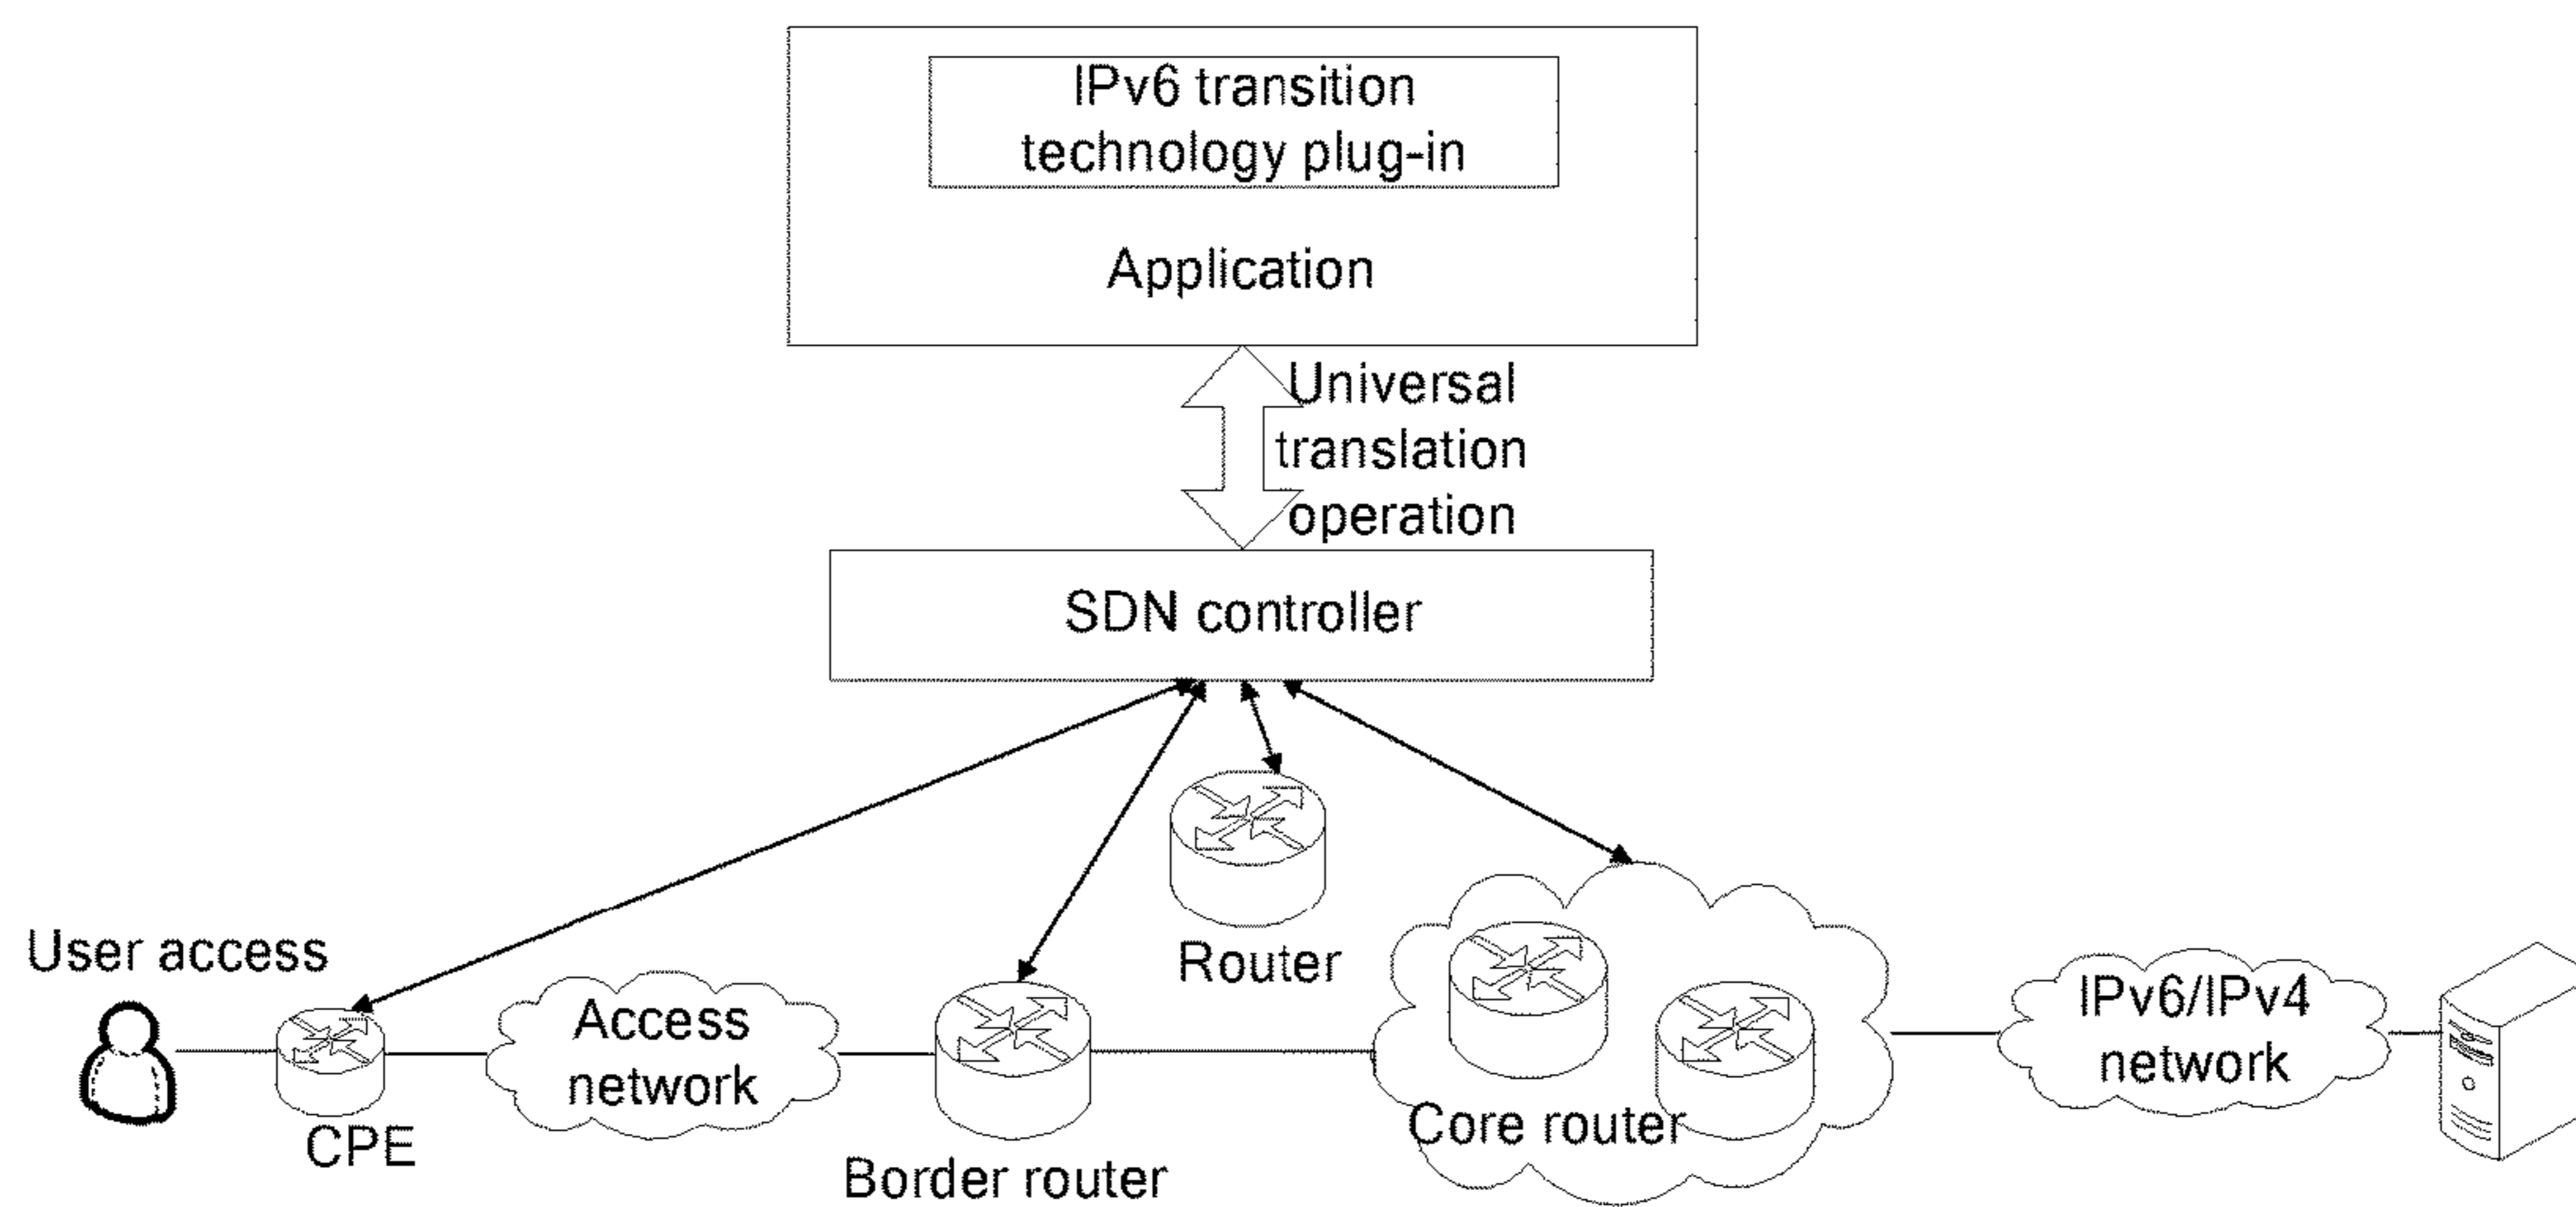 IPv6 transition
technology plug-in
Application
Universal
translation
operation
SDN controller
User access
Router
Access
network
IPv6/IPv4
network
CPE
Core router
Border router